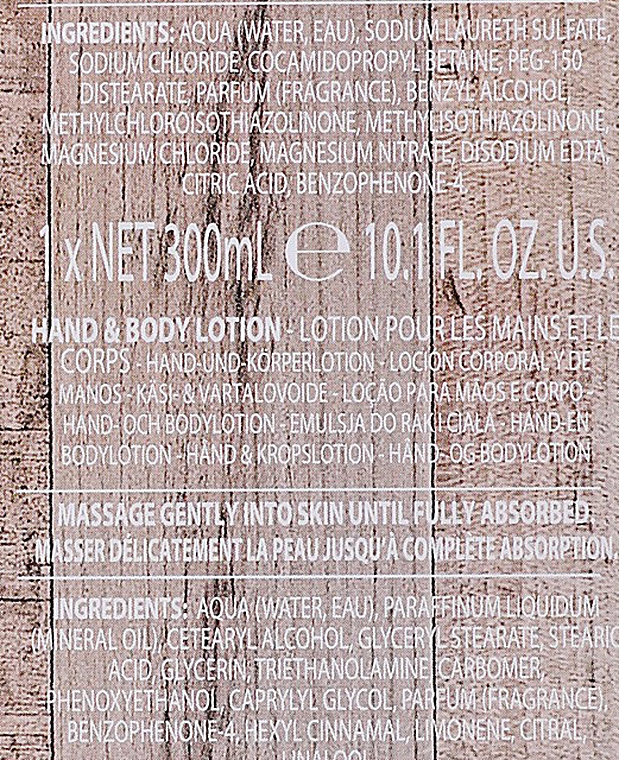 INGREDIENTS: AQUA (WATER, EAU), SODIUM LAURETH SULFATE,
SODIUM CHLORIDE, COCAMIDOPROPYL BETAINE, PEG-150
DISTEARATE, PARFUM (FRAGRANCE), BENZYL ALCOHOL,
METHYLCHLOROISOTHIAZOLINONE, METHYLISOTHIAZOLINONE,
MAGNESIUM CHLORIDE, MAGNESIUM NITRATE, DISODIUM EDTA,
CITRIC ACID, BENZOPHENONE-4,
1 x NET 300mL ℮ 10.1 FL. OZ. U.S.
HAND & BODY LOTION - LOTION POUR LES MAINS ET LE
CORPS - HAND-UND-KÖRPERLOTION - LOCIÓN CORPORAL Y DE
MANOS - KÄSI- & VARTALOVOIDE - LOÇÃO PARA MÃOS E CORPO -
HAND- OCH BODYLOTION - EMULSJA DO RĄK I CIAŁA - HAND-EN
BODYLOTION - HÅND & KROPSLOTION - HÅND- OG BODYLOTION
MASSAGE GENTLY INTO SKIN UNTIL FULLY ABSORBED.
MASSER DÉLICATEMENT LA PEAU JUSQU'À COMPLÈTE ABSORPTION.
INGREDIENTS: AQUA (WATER, EAU), PARAFFINUM LIQUIDUM
(MINERAL OIL), CETEARYL ALCOHOL, GLYCERYL STEARATE, STEARIC
ACID, GLYCERIN, TRIETHANOLAMINE, CARBOMER,
PHENOXYETHANOL, CAPRYLYL GLYCOL, PARFUM (FRAGRANCE),
BENZOPHENONE-4, HEXYL CINNAMAL, LIMONENE, CITRAL,
LINALOOL